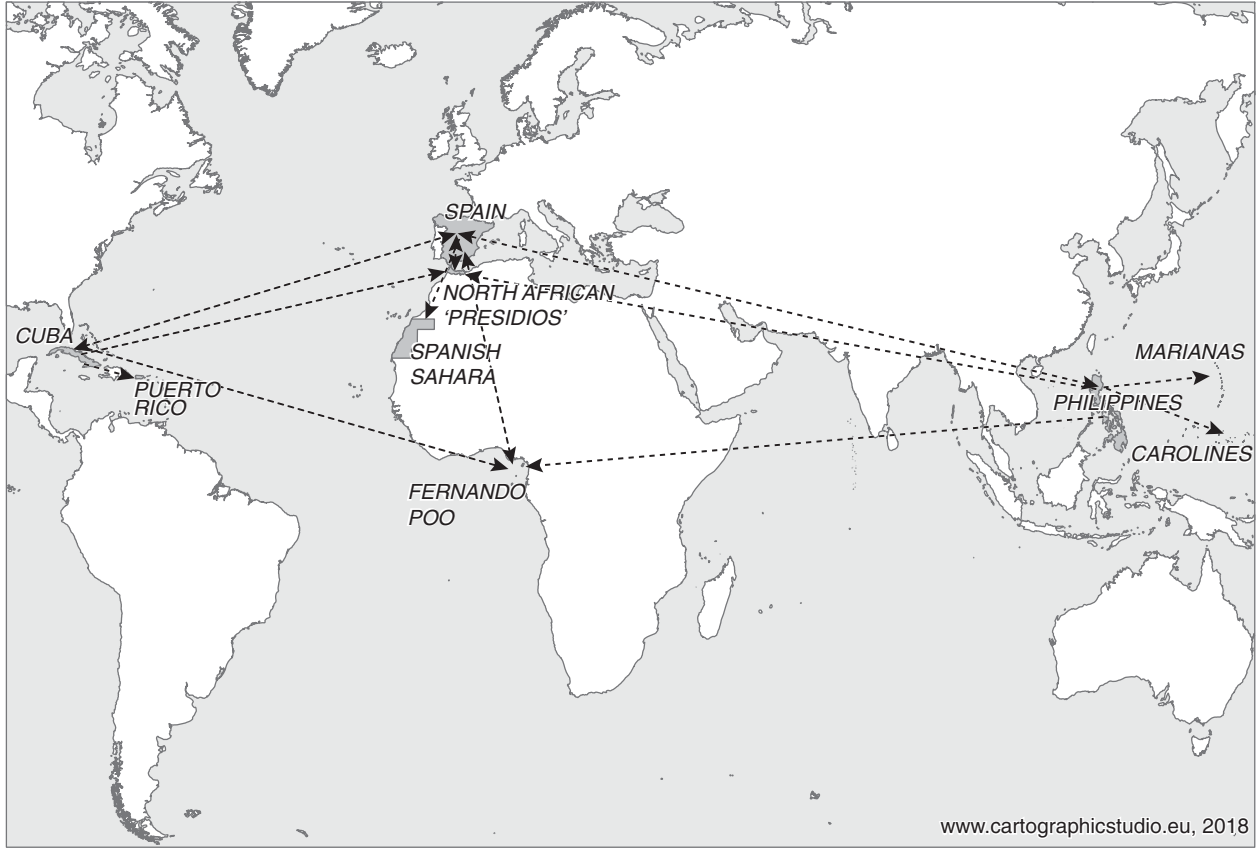 SPAIN
NORTH AFRICAN
‘PRESIDIOS’
CUBA
SPANISH
SAHARA
PUERTO
RICO
MARIANAS
PHILIPPINES
CAROLINES
FERNANDO
POO
www.cartographicstudio.eu, 2018